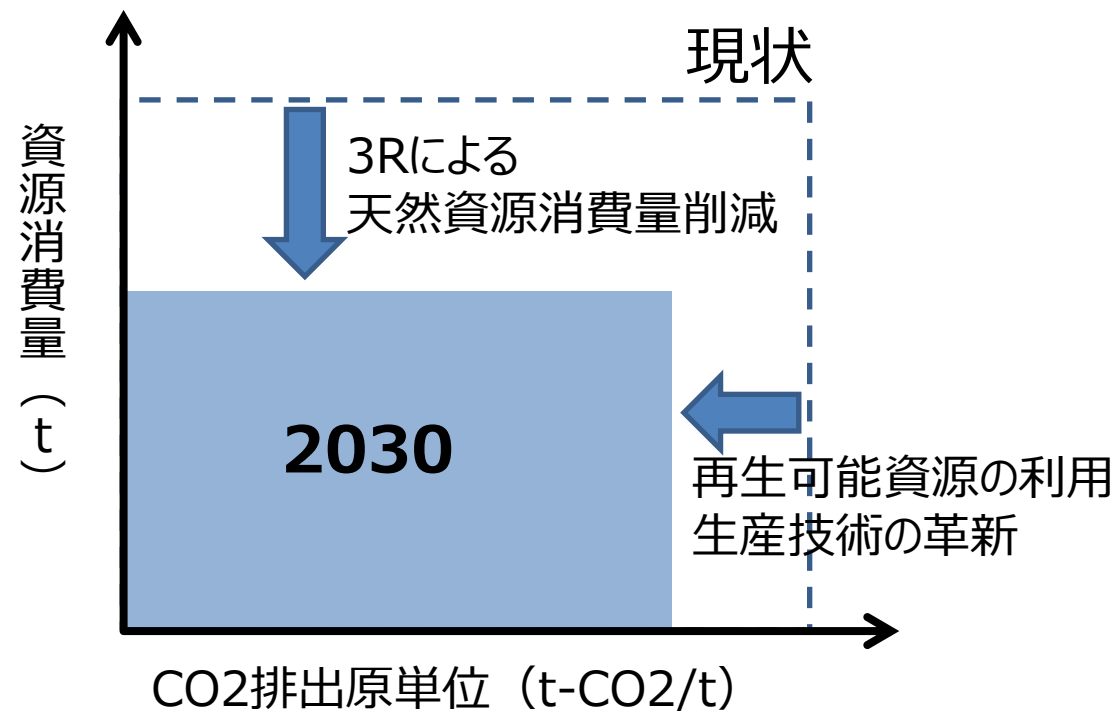 現状
3Rによる
天然資源消費量削減
資源消費量（t）
2030
再生可能資源の利用
生産技術の革新
CO2排出原単位（t-CO2/t）